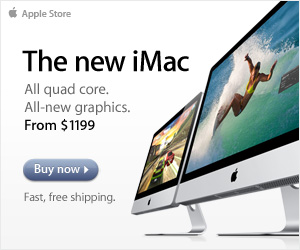 Apple Store
The new iMac
All quad core.
All-new graphics.
From $1199
Buy now
Fast, free shipping.